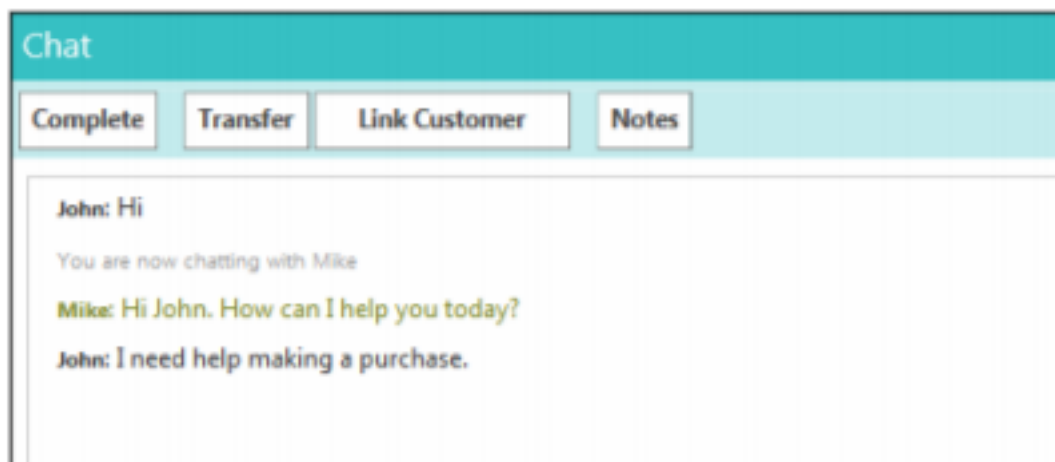 Chat
Complete Transfer Link Customer Notes
John: Hi
You are now chatting with Mike
Mike: Hi John. How can I help you today?
John: I need help making a purchase.